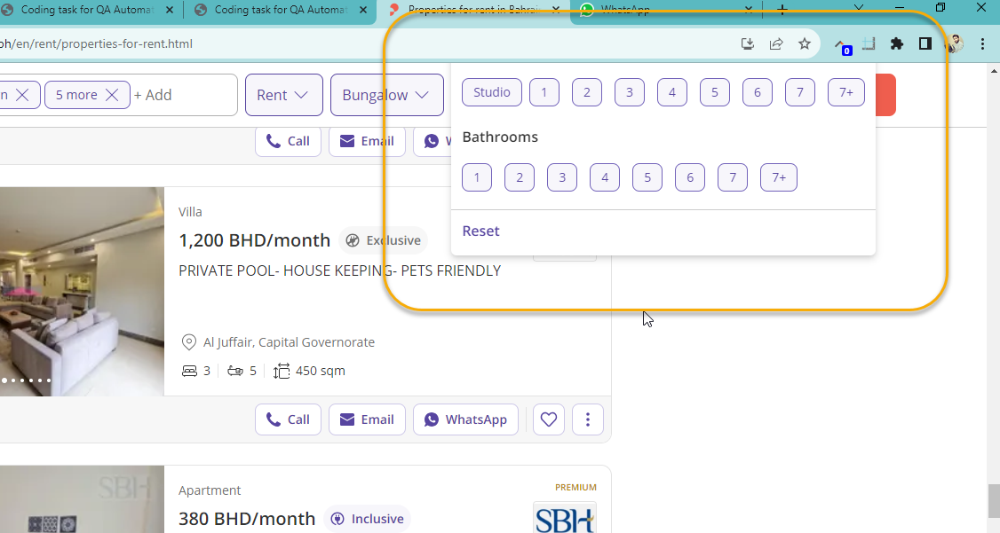 Coding task for QA Automat
Coding task for QA Automat
Properties for rent in Bahrai
WhatsApp
ph/en/rent/properties-for-rent.html
0
n
5 more
+ Add
Rent
Bungalow
Studio 1 2 3 4 5 6 7 7+
Bathrooms
1 2 3 4 5 6 7 7+
Reset
Call
Email
W
Villa
1,200 BHD/month
Exclusive
PRIVATE POOL- HOUSE KEEPING- PETS FRIENDLY
Al Juffair, Capital Governorate
3
5
450 sqm
Call
Email
WhatsApp
SBH
Apartment
PREMIUM
380 BHD/month
Inclusive
SBH